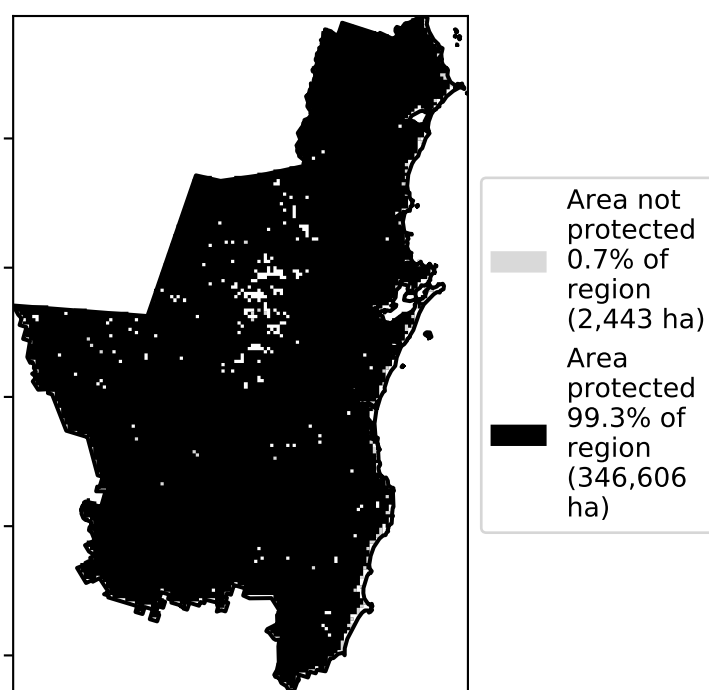 Area not
protected
0.7% of
region
(2,443 ha)
Area
protected
99.3% of
region
(346,606
ha)